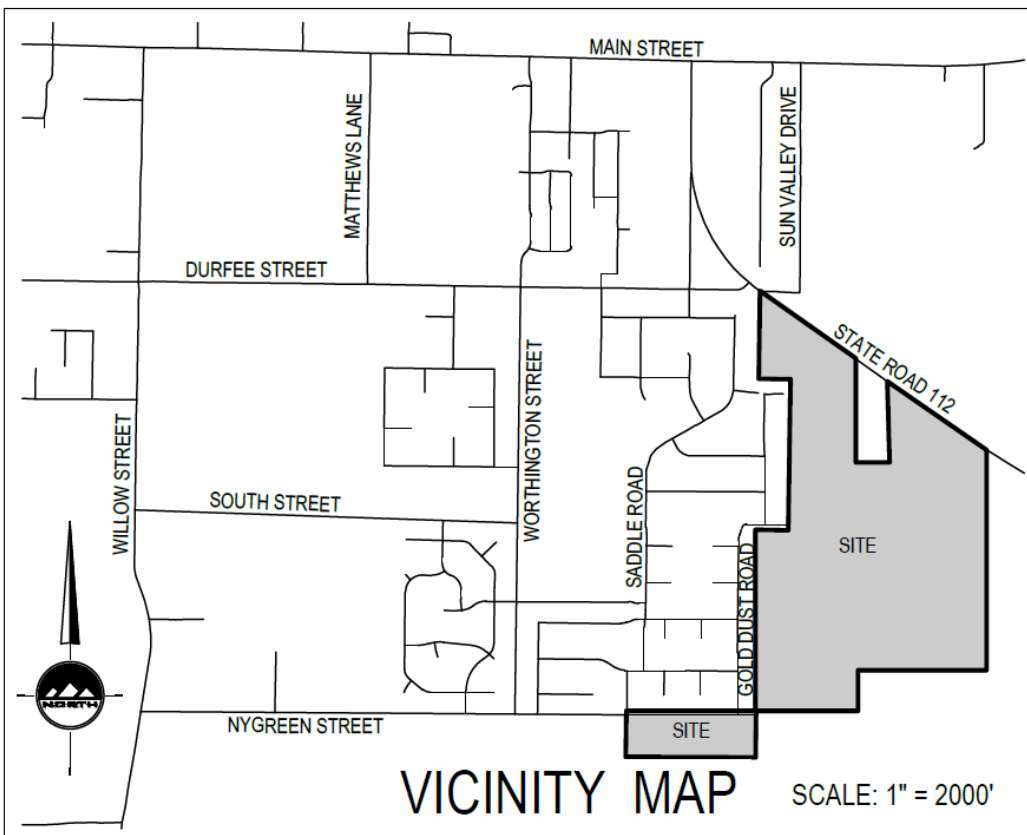 MAIN STREET
MATTHEWS LANE
SUN VALLEY DRIVE
DURFEE STREET
STATE ROAD 112
WORTHINGTON STREET
WILLOW STREET
SOUTH STREET
SADDLE ROAD
SITE
GOLD DUST ROAD
NORTH
NYGREEN STREET
SITE
VICINITY MAP
SCALE: 1" = 2000'